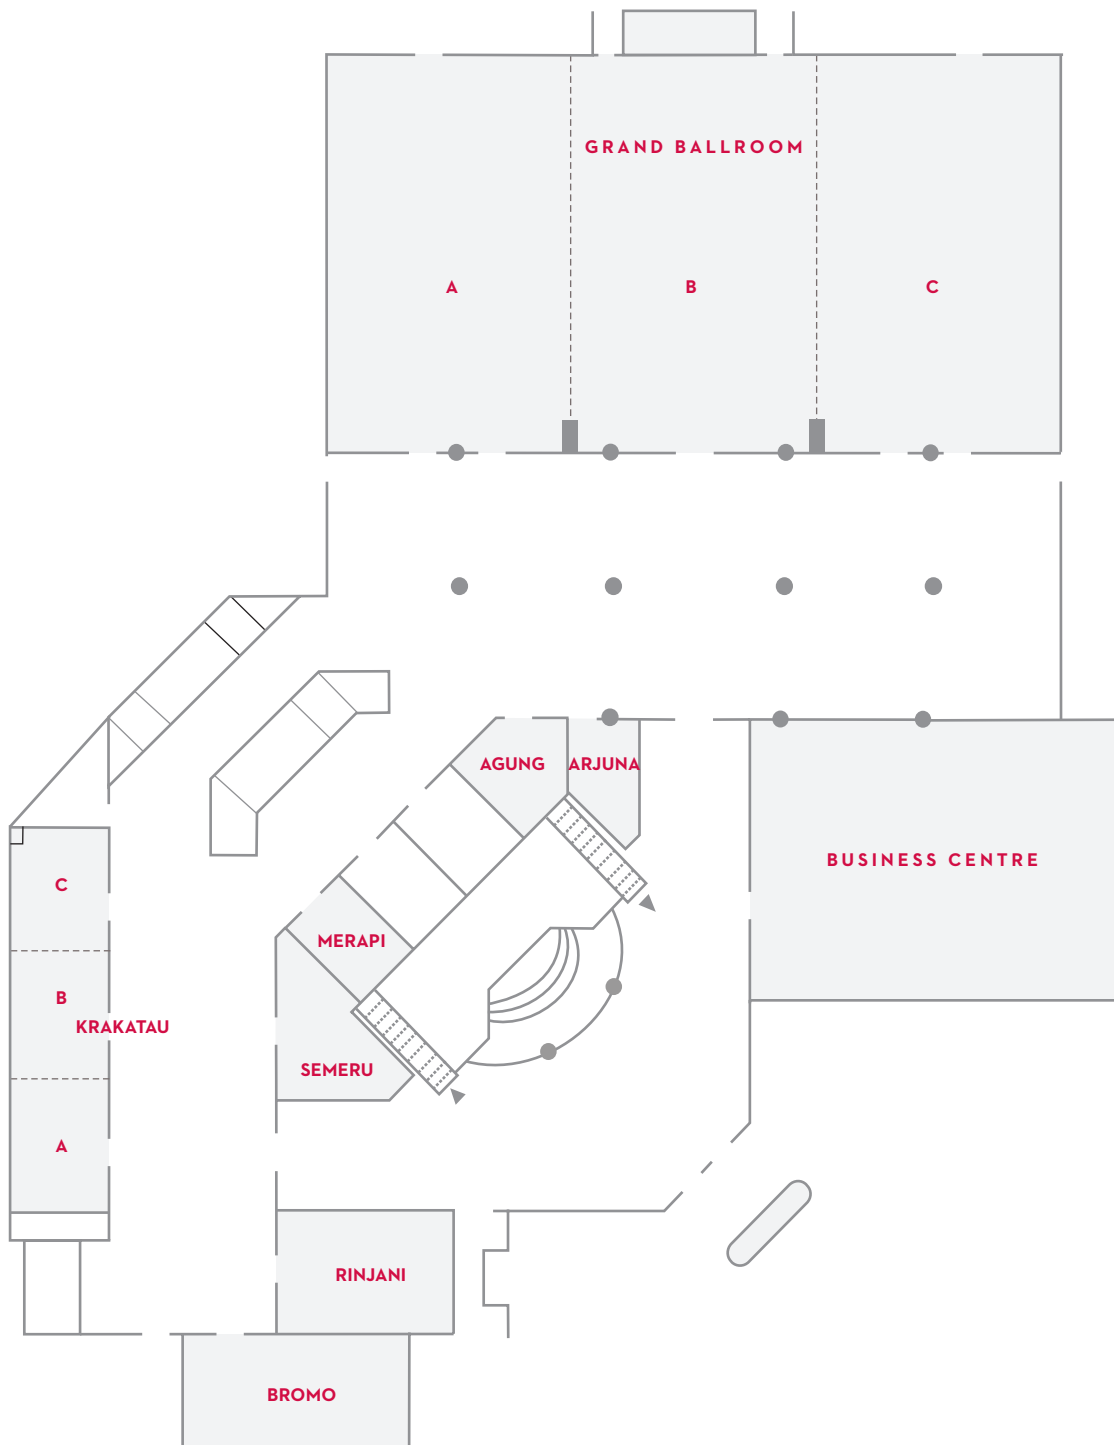 GRAND BALLROOM
A
B
C
AGUNG
ARJUNA
BUSINESS CENTRE
C
MERAPI
B
KRAKATAU
SEMERU
A
RINJANI
BROMO